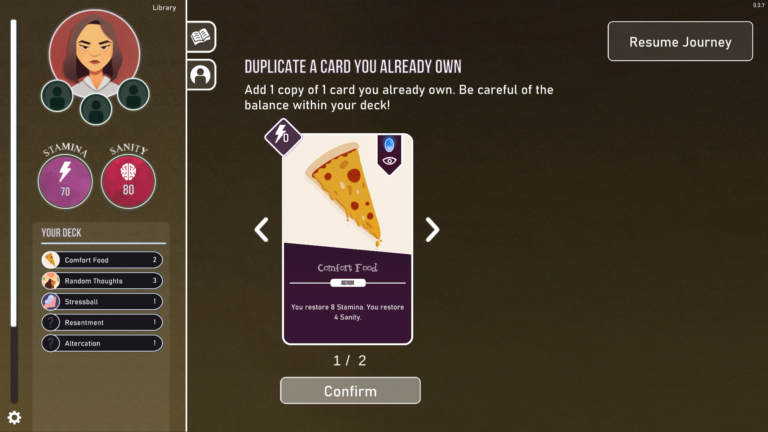 Library
STAMINA
70
SANITY
80
YOUR DECK
Comfort Food 2
Random Thoughts 3
Stressball 1
? Resentment 1
? Altercation 1
0.3.7
Resume Journey
DUPLICATE A CARD YOU ALREADY OWN
Add 1 copy of 1 card you already own. Be careful of the
balance within your deck!
0
Comfort Food
ACTION
You restore 8 Stamina. You restore
4 Sanity.
1 / 2
Confirm